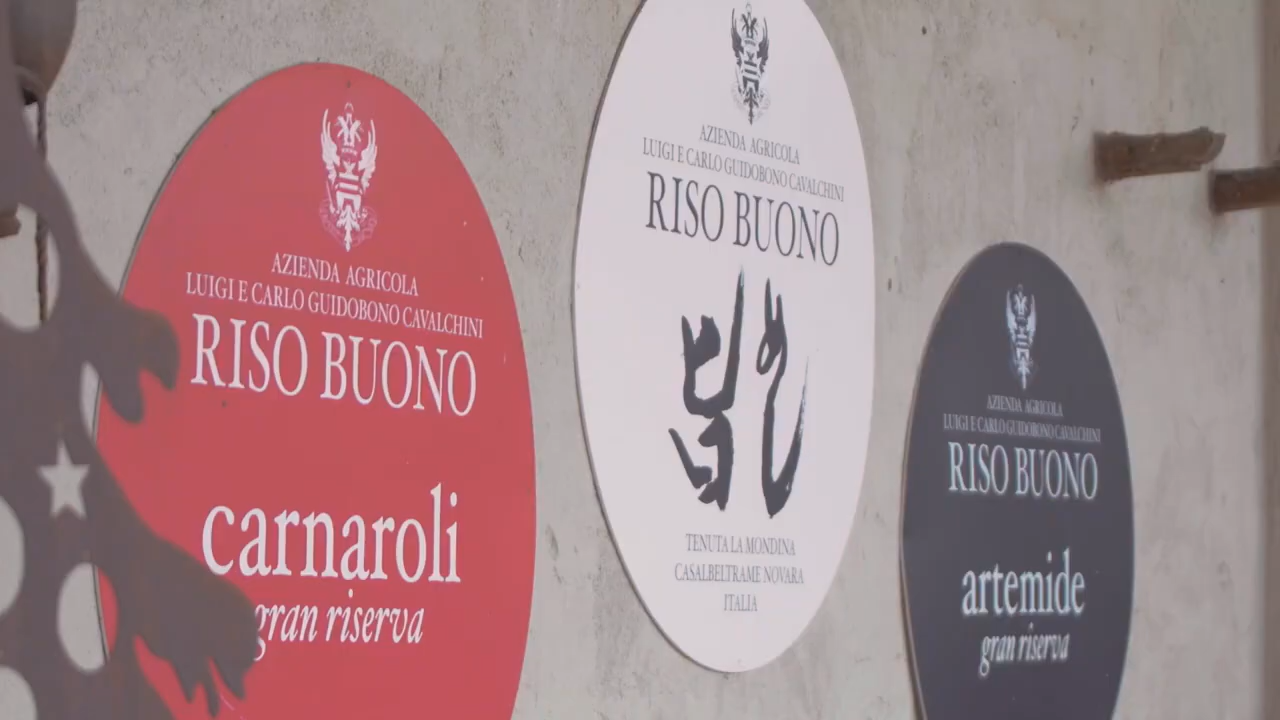 AZIENDA AGRICOLA
LUIGI E CARLO GUIDOBONO CAVALCHINI
RISO BUONO
carnaroli
gran riserva
AZIENDA AGRICOLA
LUIGI E CARLO GUIDOBONO CAVALCHINI
RISO BUONO
TENUTA LA MONDINA
CASALBELTRAME NOVARA
ITALIA
AZIENDA AGRICOLA
LUIGI E CARLO GUIDOBONO CAVALCHINI
RISO BUONO
artemide
gran riserva